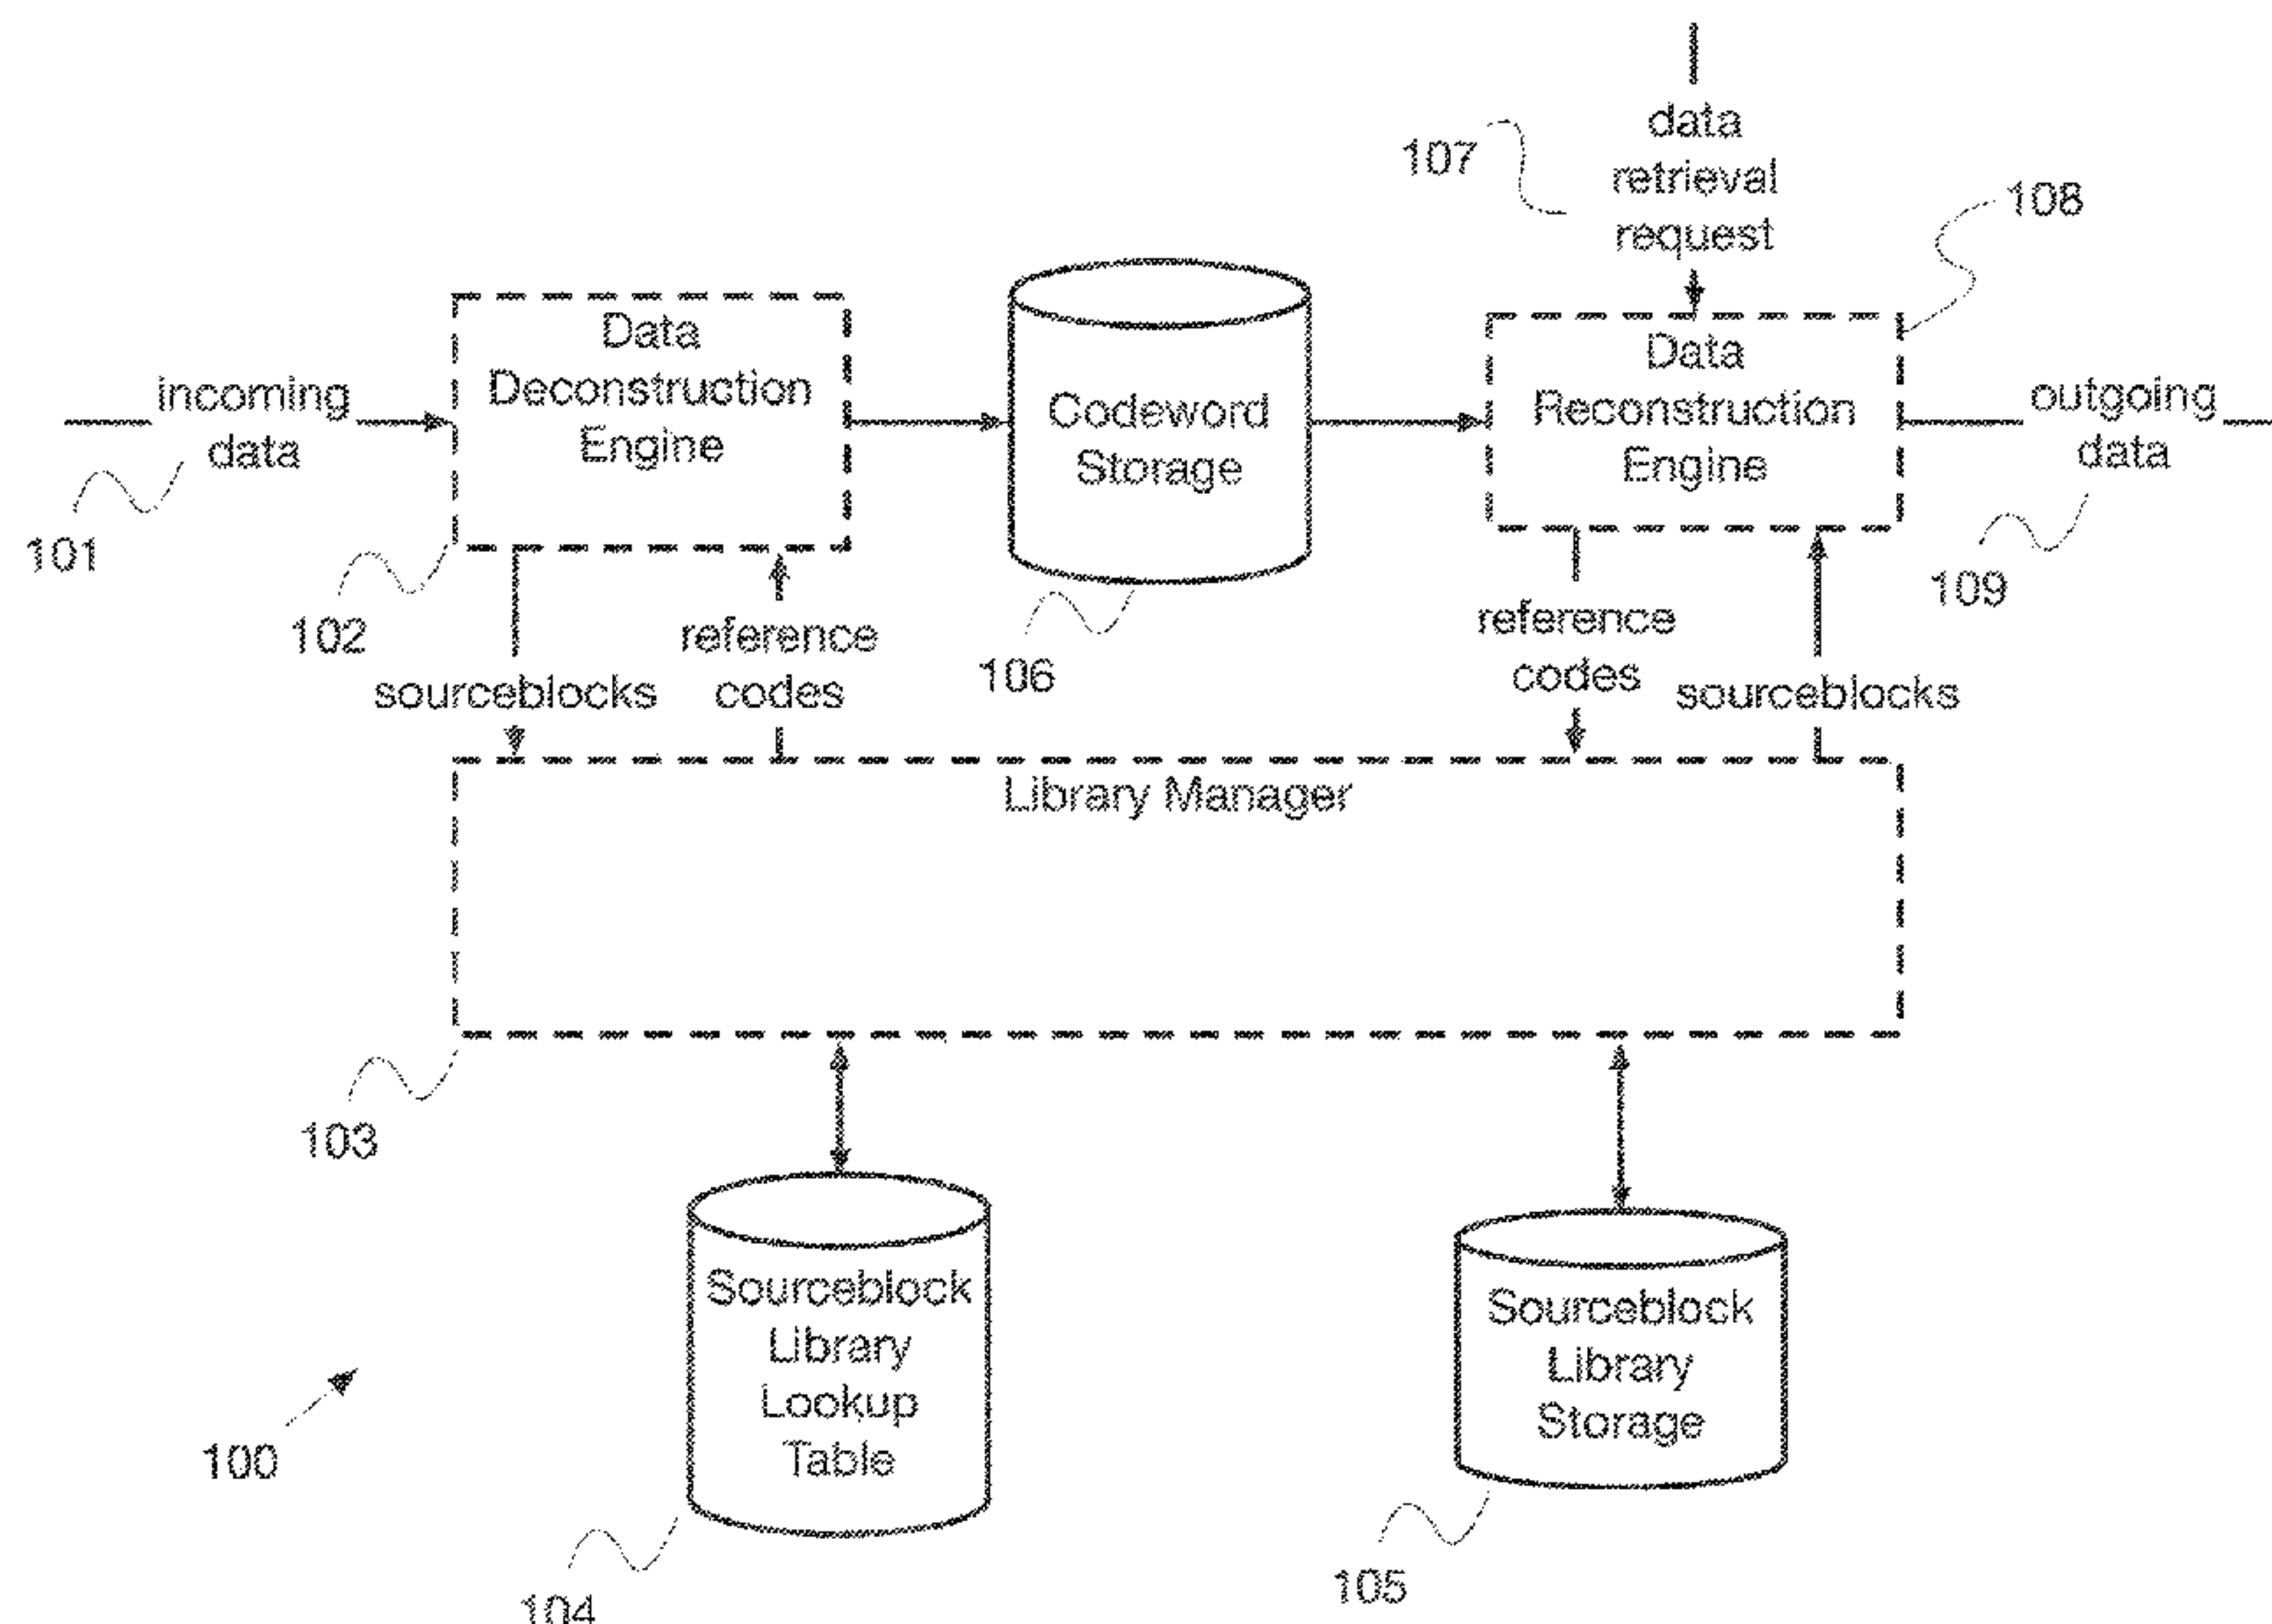 data
retrieval
request
107
108
Data
Deconstruction
Engine
incoming
data
101
102
Codeword
Storage
106
Data
Reconstruction
Engine
outgoing
data
109
sourceblocks
reference
codes
reference
codes
sourceblocks
Library Manager
103
Sourceblock
Library
Lookup
Table
104
Sourceblock
Library
Storage
105
100